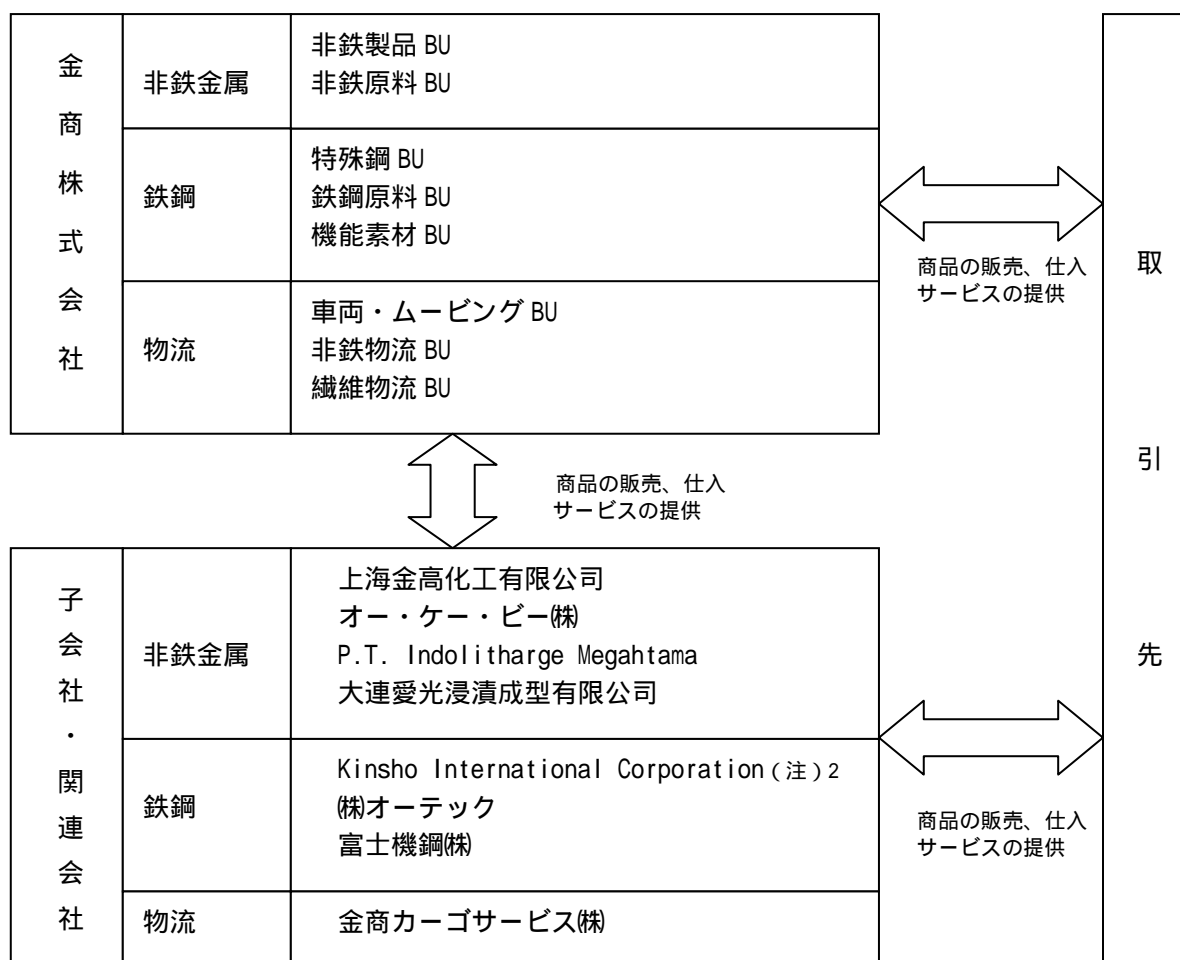 金商株式会社
非鉄金属
非鉄製品 BU
非鉄原料 BU
鉄鋼
特殊鋼 BU
鉄鋼原料 BU
機能素材 BU
物流
車両・ムービング BU
非鉄物流 BU
繊維物流 BU
商品の販売、仕入
サービスの提供
取引先
商品の販売、仕入
サービスの提供
子会社・関連会社
非鉄金属
上海金高化工有限公司
オー・ケー・ビー㈱
P.T. Indolitharge Megahtama
大連愛光浸漬成型有限公司
鉄鋼
Kinsho International Corporation（注）2
㈱オーテック
富士機鋼㈱
物流
金商カーゴサービス㈱
商品の販売、仕入
サービスの提供